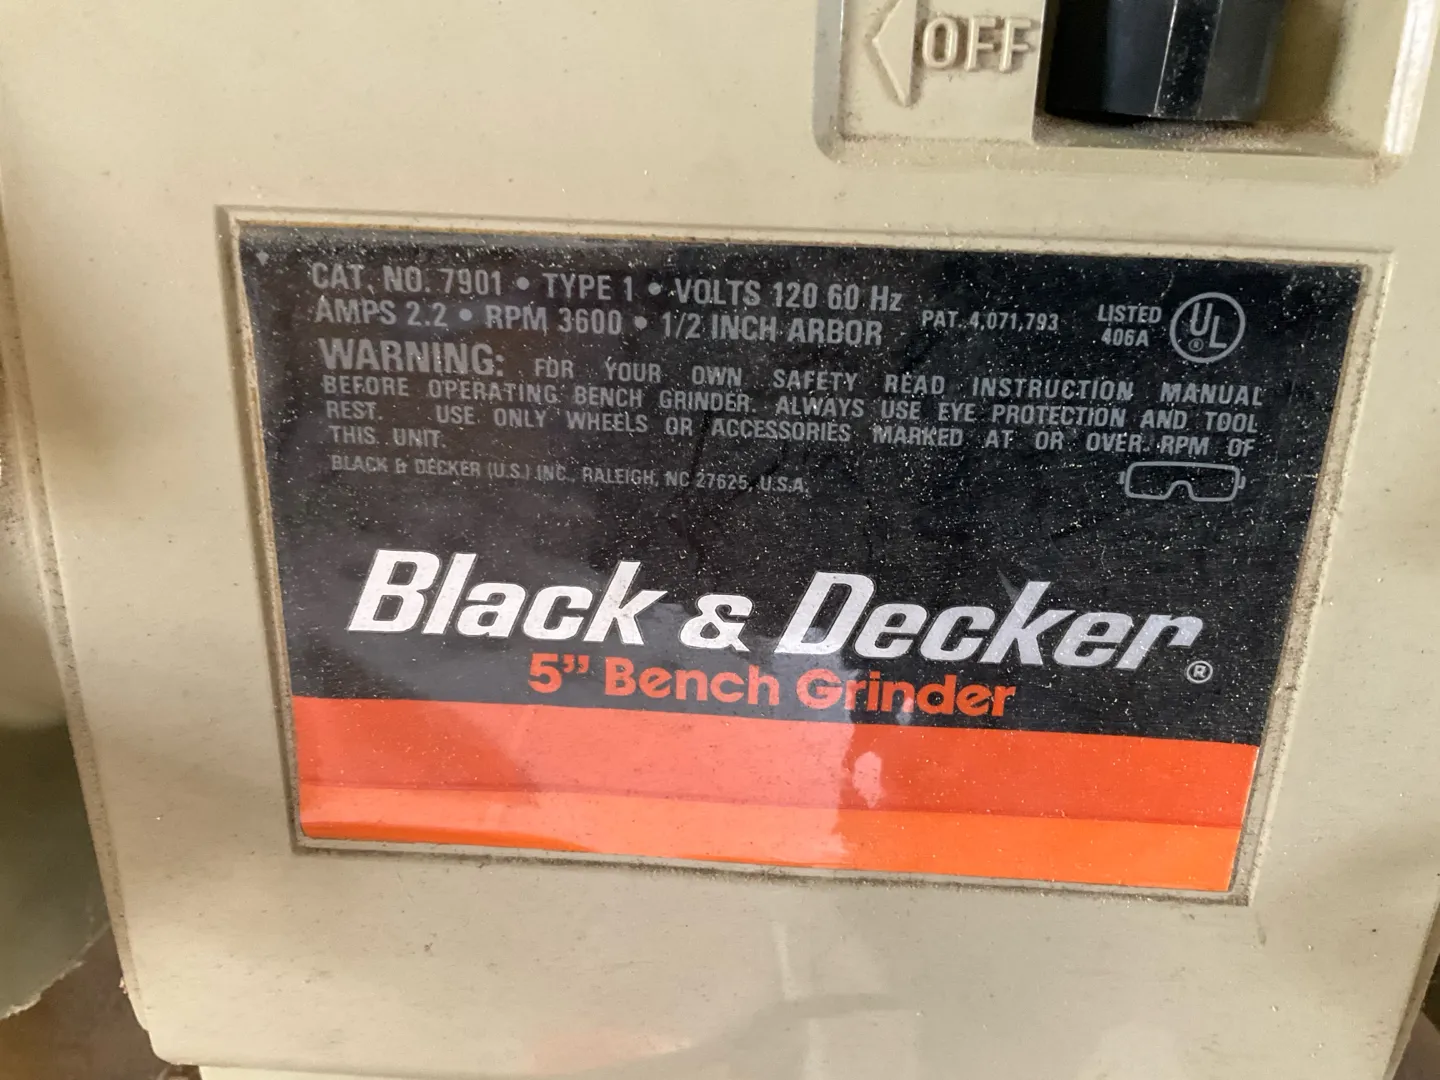 OFF
CAT. NO. 7901 • TYPE 1 • VOLTS 120 60 Hz
AMPS 2.2 • RPM 3600 • 1/2 INCH ARBOR
PAT. 4,071,793
LISTED
406A
UL
®
WARNING: FOR YOUR OWN SAFETY READ INSTRUCTION MANUAL
BEFORE OPERATING BENCH GRINDER. ALWAYS USE EYE PROTECTION AND TOOL
REST. USE ONLY WHEELS OR ACCESSORIES MARKED AT OR OVER RPM OF
THIS UNIT.
BLACK & DECKER (U.S.) INC., RALEIGH, NC 27625, U.S.A.
Black & Decker®
5" Bench Grinder